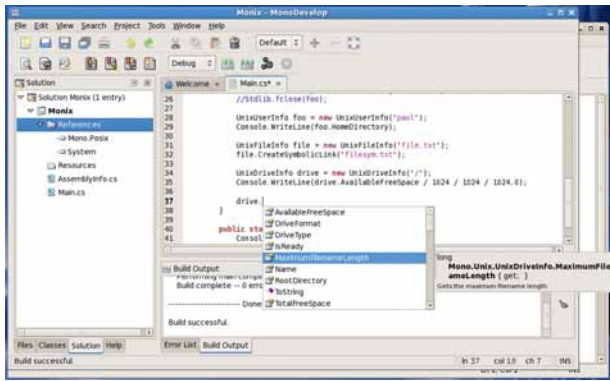 Monix - MonoDevelop
File Edit View Search Project Tools Window Help
Default
Debug
Solution
Welcome Main.cs*
Solution Monix (1 entry)
Monix
References
Mono.Posix
System
Resources
AssemblyInfo.cs
Main.cs
26 //Stdlib.fclose(foo);
27
28 UnixUserInfo foo = new UnixUserInfo("paul");
29 Console.WriteLine(foo.HomeDirectory);
30
31 UnixFileInfo file = new UnixFileInfo("file.txt");
32 file.CreateSymbolicLink("filesym.txt");
33
34 UnixDriveInfo drive = new UnixDriveInfo("/");
35 Console.WriteLine(drive.AvailableFreeSpace / 1024 / 1024 / 1024.0);
36
37 drive.
38 }
39
40 public sta
41 Consol
AvailableFreeSpace
DriveFormat
DriveType
IsReady
MaximumFilenameLength
Name
RootDirectory
ToString
TotalFreeSpace
long
Mono.Unix.UnixDriveInfo.MaximumFile
ameLength { get; }
Gets the maximum filename length
Build Output
Performing main compila
Build complete -- 0 erro
---------------------- Done
Build successful.
Files Classes Solution Help
Error List Build Output
Build successful.
ln 37 col 19 ch 7 INS